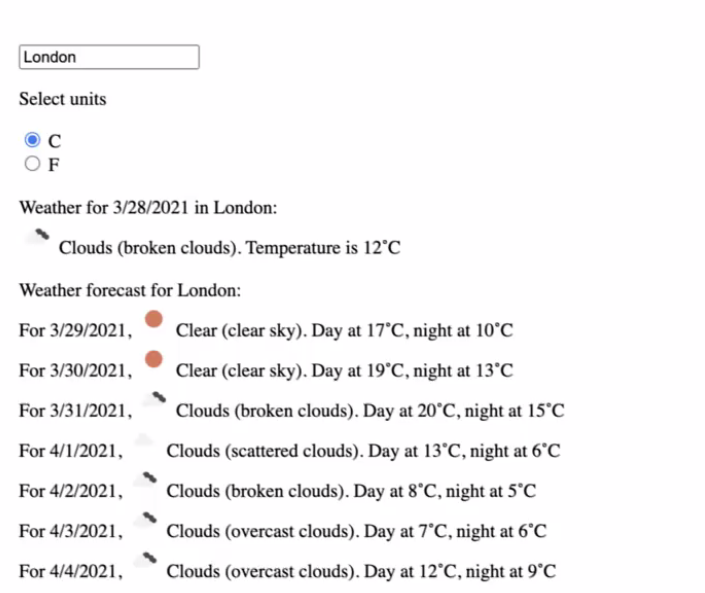 London
Select units
C
F
Weather for 3/28/2021 in London:
Clouds (broken clouds). Temperature is 12°C
Weather forecast for London:
For 3/29/2021, Clear (clear sky). Day at 17°C, night at 10°C
For 3/30/2021, Clear (clear sky). Day at 19°C, night at 13°C
For 3/31/2021, Clouds (broken clouds). Day at 20°C, night at 15°C
For 4/1/2021, Clouds (scattered clouds). Day at 13°C, night at 6°C
For 4/2/2021, Clouds (broken clouds). Day at 8°C, night at 5°C
For 4/3/2021, Clouds (overcast clouds). Day at 7°C, night at 6°C
For 4/4/2021, Clouds (overcast clouds). Day at 12°C, night at 9°C